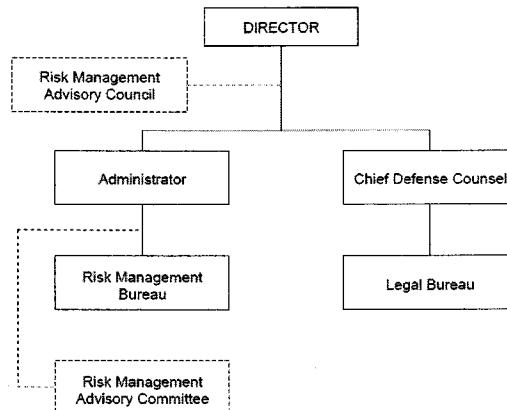 DIRECTOR
Risk Management
Advisory Council
Administrator
Chief Defense Counsel
Risk Management
Bureau
Legal Bureau
Risk Management
Advisory Committee